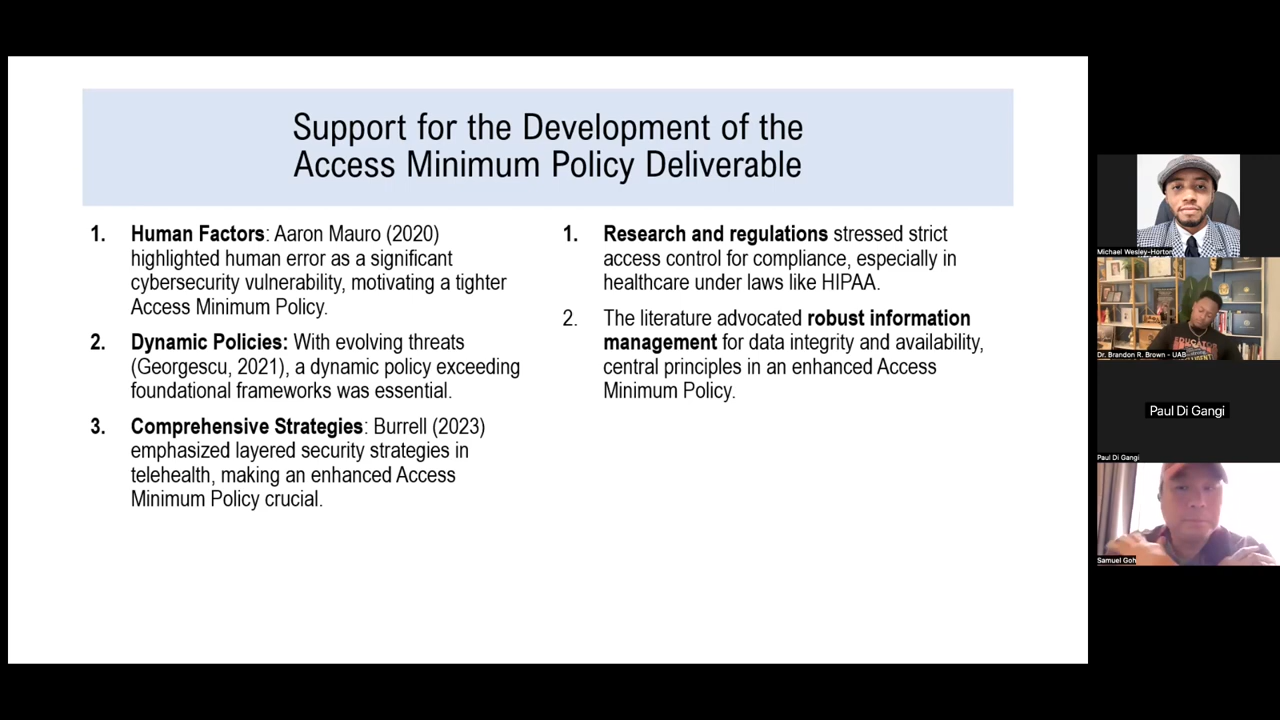 Support for the Development of the
Access Minimum Policy Deliverable
1. Human Factors: Aaron Mauro (2020)
highlighted human error as a significant
cybersecurity vulnerability, motivating a tighter
Access Minimum Policy.
2. Dynamic Policies: With evolving threats
(Georgescu, 2021), a dynamic policy exceeding
foundational frameworks was essential.
3. Comprehensive Strategies: Burrell (2023)
emphasized layered security strategies in
telehealth, making an enhanced Access
Minimum Policy crucial.
1. Research and regulations stressed strict
access control for compliance, especially in
healthcare under laws like HIPAA.
2. The literature advocated robust information
management for data integrity and availability,
central principles in an enhanced Access
Minimum Policy.
Michael Wesley-Horton
Dr. Brandon R. Brown - UAB
EDUCATOR
Paul Di Gangi
Paul Di Gangi
Samuel Goh